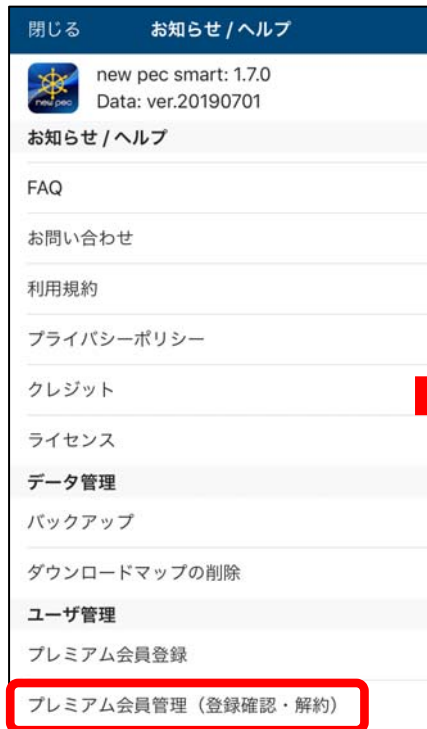 閉じる お知らせ / ヘルプ
new pec
new pec smart: 1.7.0
Data: ver.20190701
お知らせ / ヘルプ
FAQ
お問い合わせ
利用規約
プライバシーポリシー
クレジット
ライセンス
データ管理
バックアップ
ダウンロードマップの削除
ユーザ管理
プレミアム会員登録
プレミアム会員管理（登録確認・解約）